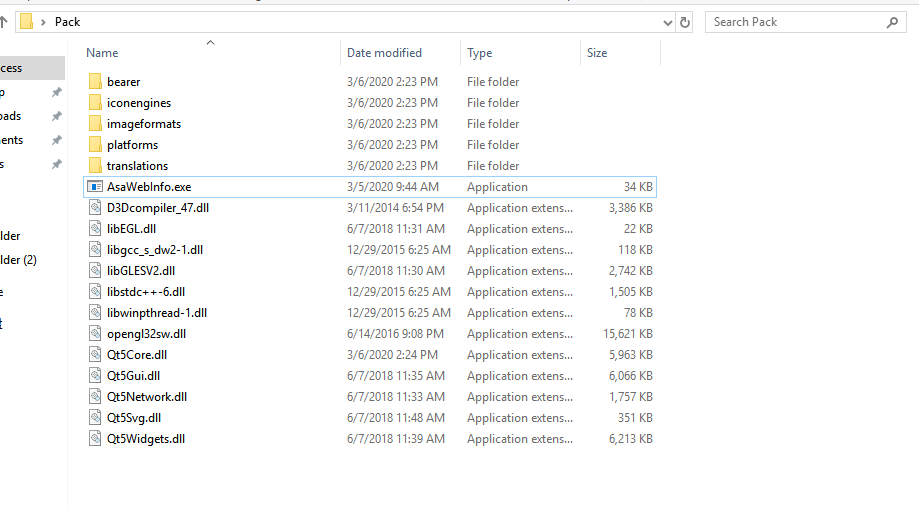 Pack
Search Pack
Name Date modified Type Size
cess
p
oads
ments
s
lder
lder (2)
e
bearer 3/6/2020 2:23 PM File folder
iconengines 3/6/2020 2:23 PM File folder
imageformats 3/6/2020 2:23 PM File folder
platforms 3/6/2020 2:23 PM File folder
translations 3/6/2020 2:23 PM File folder
AsaWebInfo.exe 3/5/2020 9:44 AM Application 34 KB
D3Dcompiler_47.dll 3/11/2014 6:54 PM Application extens... 3,386 KB
libEGL.dll 6/7/2018 11:31 AM Application extens... 22 KB
libgcc_s_dw2-1.dll 12/29/2015 6:25 AM Application extens... 118 KB
libGLESV2.dll 6/7/2018 11:30 AM Application extens... 2,742 KB
libstdc++-6.dll 12/29/2015 6:25 AM Application extens... 1,505 KB
libwinpthread-1.dll 12/29/2015 6:25 AM Application extens... 78 KB
opengl32sw.dll 6/14/2016 9:08 PM Application extens... 15,621 KB
Qt5Core.dll 3/6/2020 2:24 PM Application extens... 5,963 KB
Qt5Gui.dll 6/7/2018 11:35 AM Application extens... 6,066 KB
Qt5Network.dll 6/7/2018 11:33 AM Application extens... 1,757 KB
Qt5Svg.dll 6/7/2018 11:48 AM Application extens... 351 KB
Qt5Widgets.dll 6/7/2018 11:39 AM Application extens... 6,213 KB